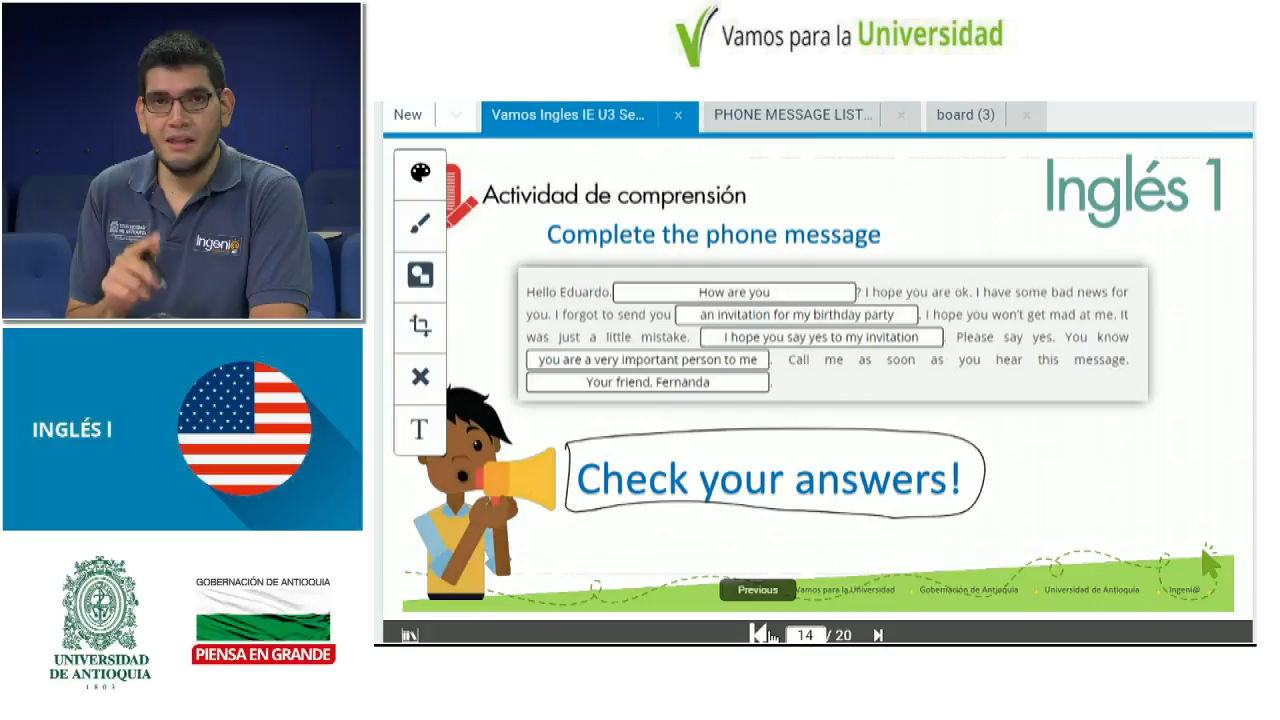 Vamos para la Universidad
New
Vamos Ingles IE U3 Se...
PHONE MESSAGE LIST...
board (3)
Inglés 1
Actividad de comprensión
Complete the phone message
Hello Eduardo. How are you ? I hope you are ok. I have some bad news for
you. I forgot to send you an invitation for my birthday party . I hope you won't get mad at me. It
was just a little mistake. I hope you say yes to my invitation . Please say yes. You know
you are a very important person to me . Call me as soon as you hear this message.
Your friend, Fernanda .
T
Check your answers!
Previous
Vamos para la Universidad
Gobernación de Antioquia
Universidad de Antioquia
Ingeni@
14 / 20
Ingeni@
INGLÉS I
UNIVERSIDAD
DE ANTIOQUIA
1803
GOBERNACIÓN DE ANTIOQUIA
PIENSA EN GRANDE